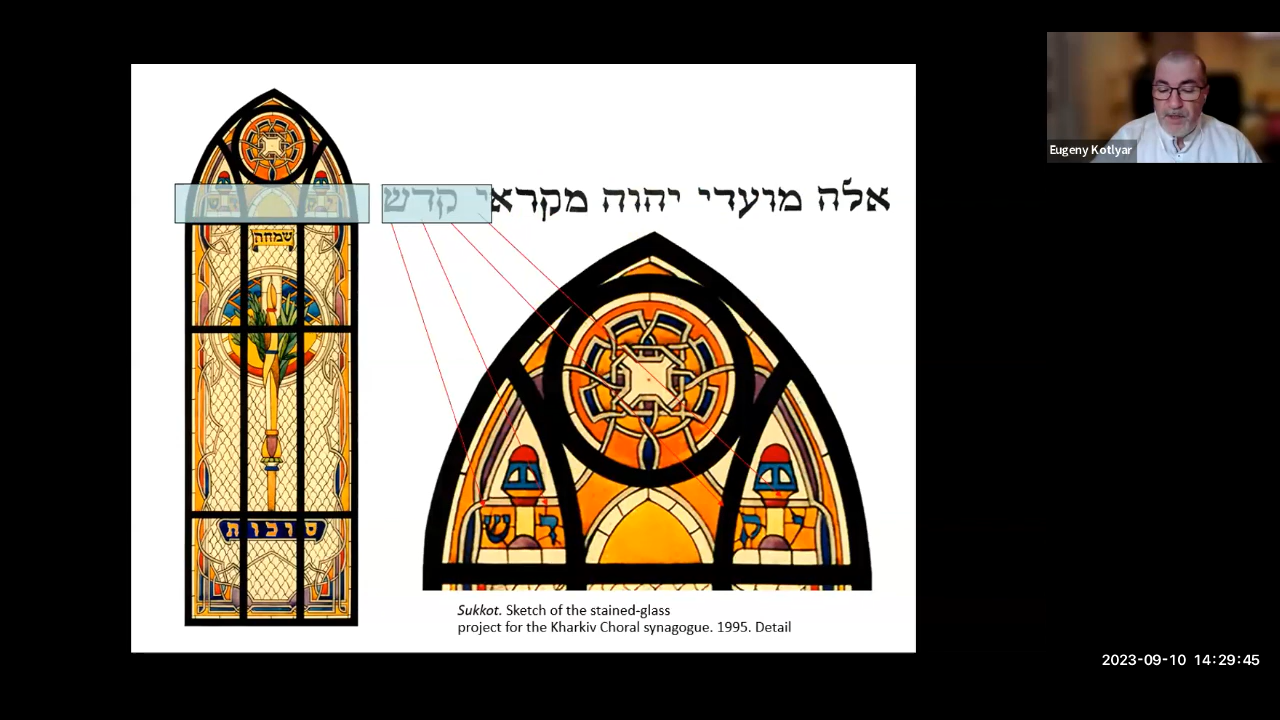 אלה מועדי יהוה מקראי קדש
שמחה
סוכות
י ק
ד ש
Sukkot. Sketch of the stained-glass
project for the Kharkiv Choral synagogue. 1995. Detail
Eugeny Kotlyar
2023-09-10 14:29:45